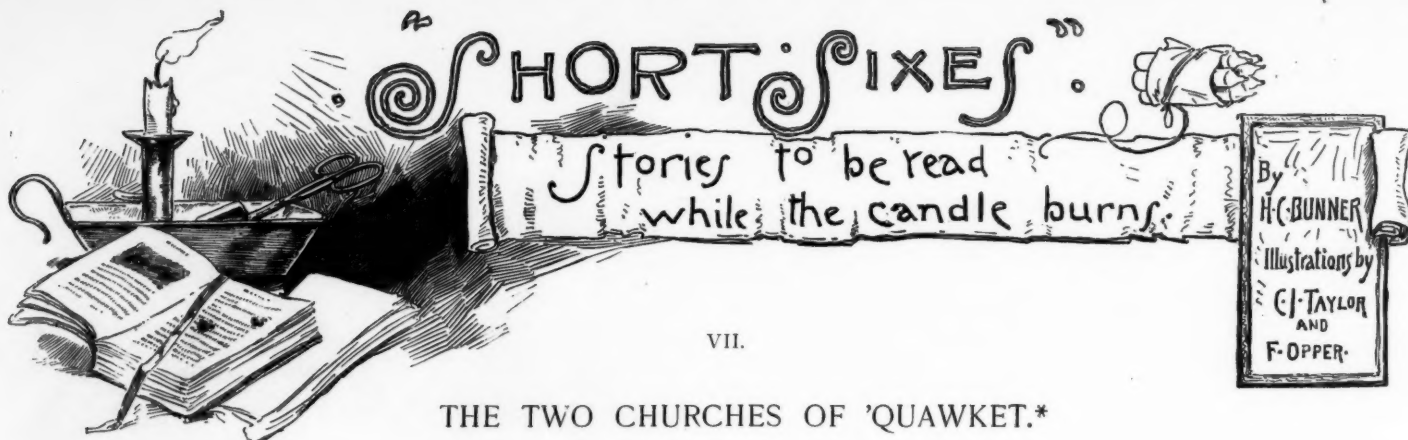 "SHORT SIXES".
Stories to be read
while the candle burns.
By
H.C. BUNNER
Illustrations by
C.J. TAYLOR
AND
F. OPPER.
VII.
THE TWO CHURCHES OF 'QUAWKET.*